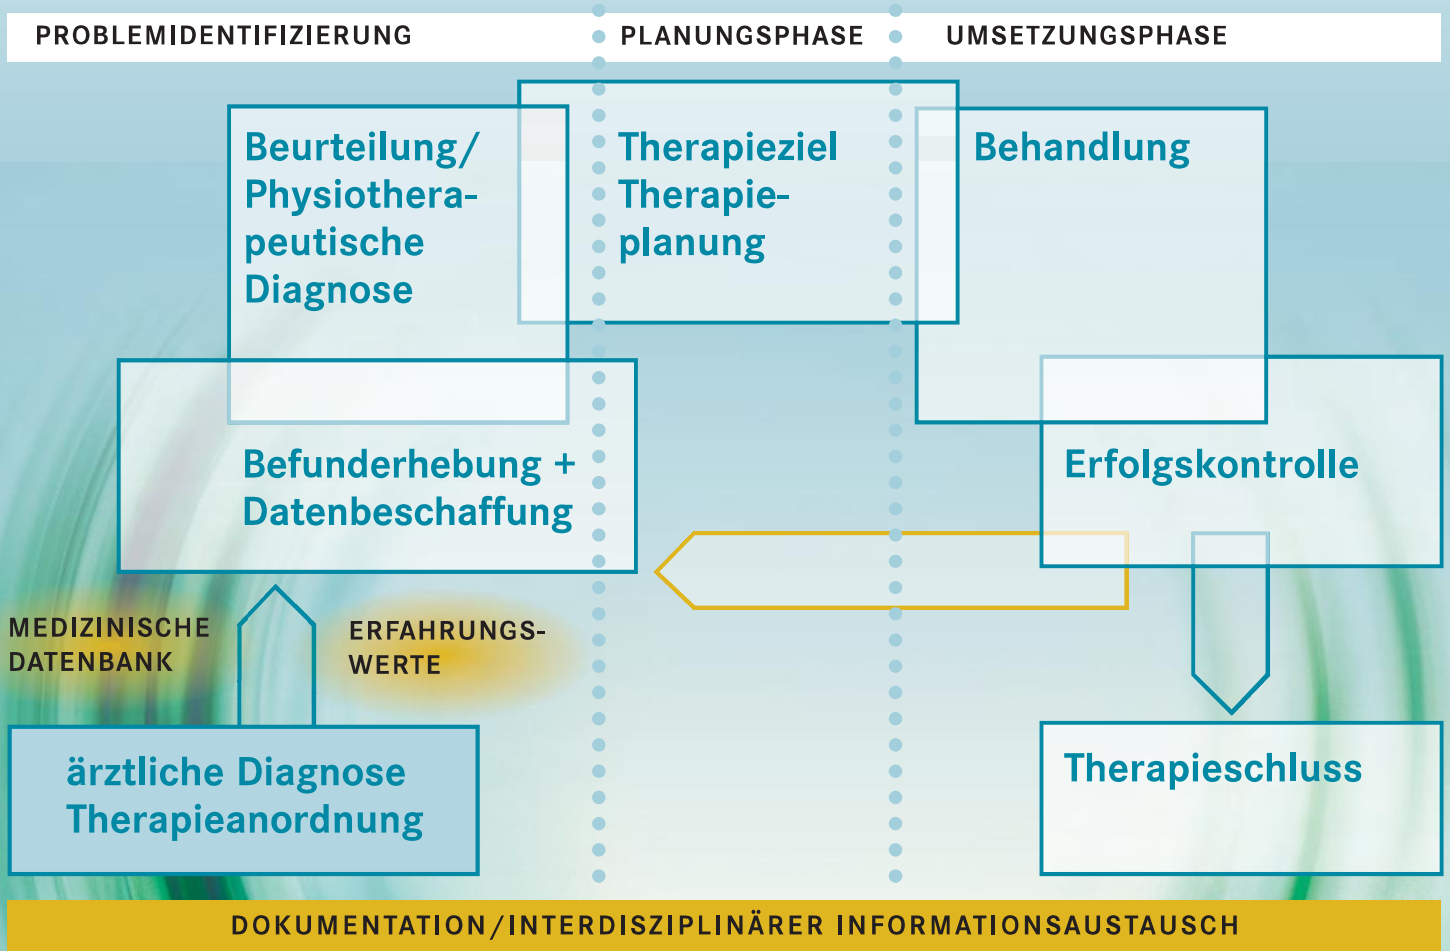 PROBLEMIDENTIFIZIERUNG
PLANUNGSPHASE
UMSETZUNGSPHASE
Beurteilung/
Physiothera-
peutische
Diagnose
Therapieziel
Therapie-
planung
Behandlung
Befunderhebung +
Datenbeschaffung
Erfolgskontrolle
MEDIZINISCHE
DATENBANK
ERFAHRUNGS-
WERTE
ärztliche Diagnose
Therapieanordnung
Therapieschluss
DOKUMENTATION/INTERDISZIPLINÄRER INFORMATIONSAUSTAUSCH